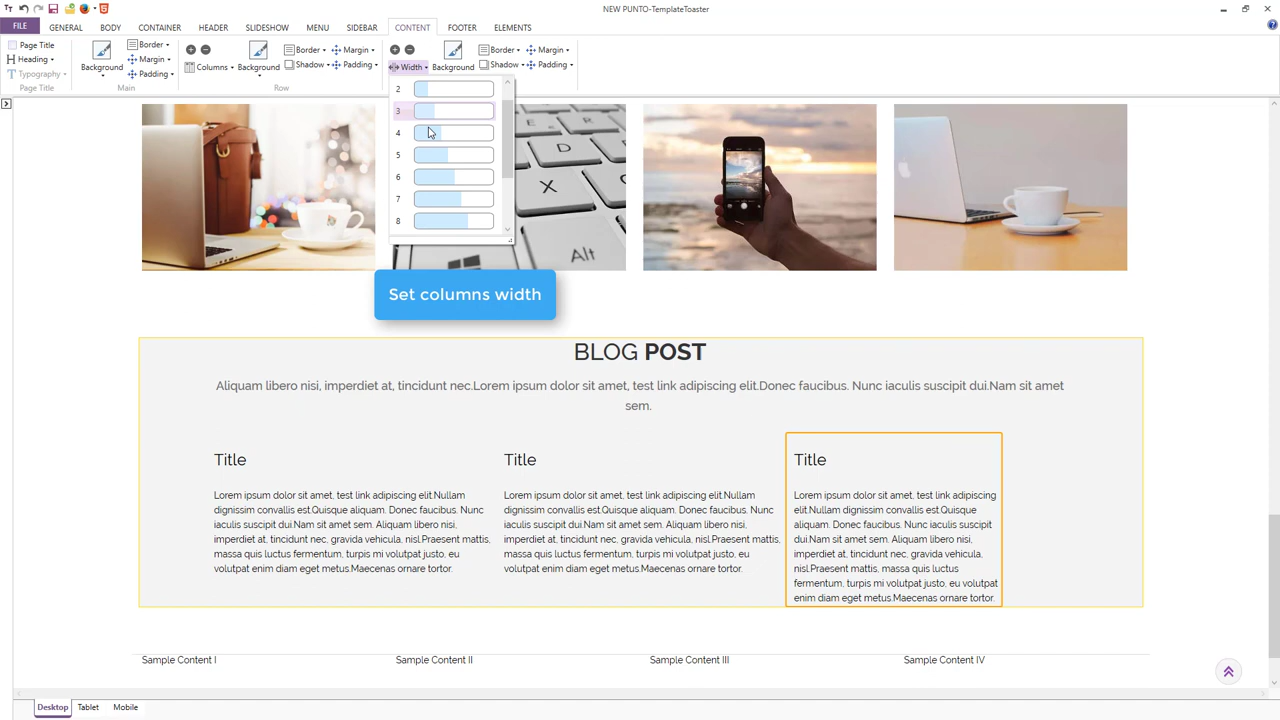 NEW PUNTO-TemplateToaster
FILE GENERAL BODY CONTAINER HEADER SLIDESHOW MENU SIDEBAR CONTENT FOOTER ELEMENTS
Page Title
Heading
Typography
Page Title
Background
Border
Margin
Padding
Main
Columns
Background
Border
Shadow
Margin
Padding
Row
Width
Background
Border
Shadow
Margin
Padding
2
3
4
5
6
7
8
E
R
D
X
Alt
Set columns width
BLOG POST
Aliquam libero nisi, imperdiet at, tincidunt nec.Lorem ipsum dolor sit amet, test link adipiscing elit.Donec faucibus. Nunc iaculis suscipit dui.Nam sit amet
sem.
Title
Lorem ipsum dolor sit amet, test link adipiscing elit.Nullam
dignissim convallis est.Quisque aliquam. Donec faucibus. Nunc
iaculis suscipit dui.Nam sit amet sem. Aliquam libero nisi,
imperdiet at, tincidunt nec, gravida vehicula, nisl.Praesent mattis,
massa quis luctus fermentum, turpis mi volutpat justo, eu
volutpat enim diam eget metus.Maecenas ornare tortor.
Title
Lorem ipsum dolor sit amet, test link adipiscing elit.Nullam
dignissim convallis est.Quisque aliquam. Donec faucibus. Nunc
iaculis suscipit dui.Nam sit amet sem. Aliquam libero nisi,
imperdiet at, tincidunt nec, gravida vehicula, nisl.Praesent mattis,
massa quis luctus fermentum, turpis mi volutpat justo, eu
volutpat enim diam eget metus.Maecenas ornare tortor.
Title
Lorem ipsum dolor sit amet, test link adipiscing
elit.Nullam dignissim convallis est.Quisque
aliquam. Donec faucibus. Nunc iaculis suscipit
dui.Nam sit amet sem. Aliquam libero nisi,
imperdiet at, tincidunt nec, gravida vehicula,
nisl.Praesent mattis, massa quis luctus
fermentum, turpis mi volutpat justo, eu volutpat
enim diam eget metus.Maecenas ornare tortor.
Sample Content I
Sample Content II
Sample Content III
Sample Content IV
Desktop Tablet Mobile